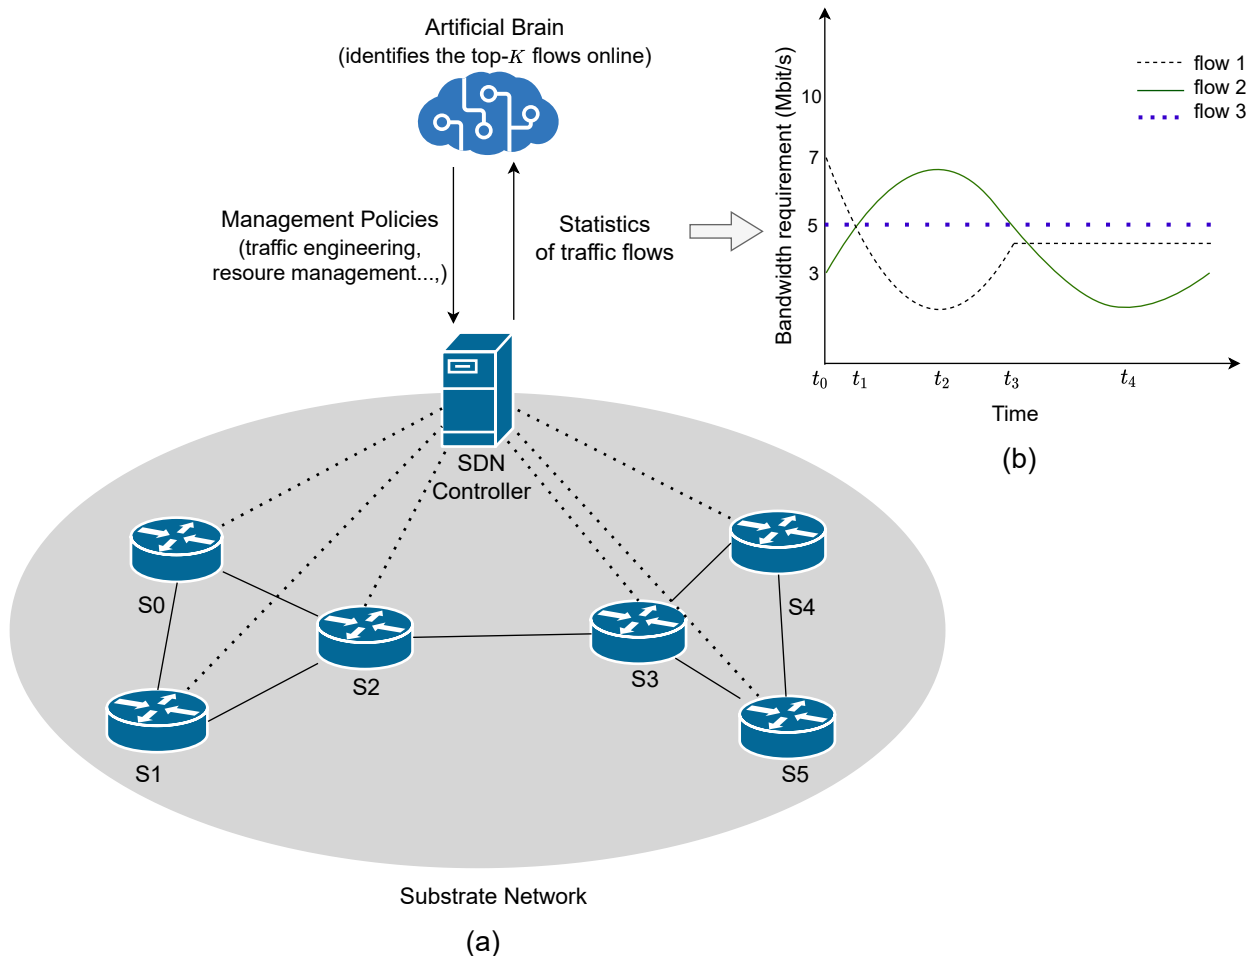 Artificial Brain
(identifies the top-K flows online)
Management Policies
(traffic engineering,
resoure management...,)
Statistics
of traffic flows
SDN
Controller
S0
S1
S2
S3
S4
S5
Substrate Network
(a)
Bandwidth requirement (Mbit/s)
10
7
5
3
flow 1
flow 2
flow 3
t0
t1
t2
t3
t4
Time
(b)